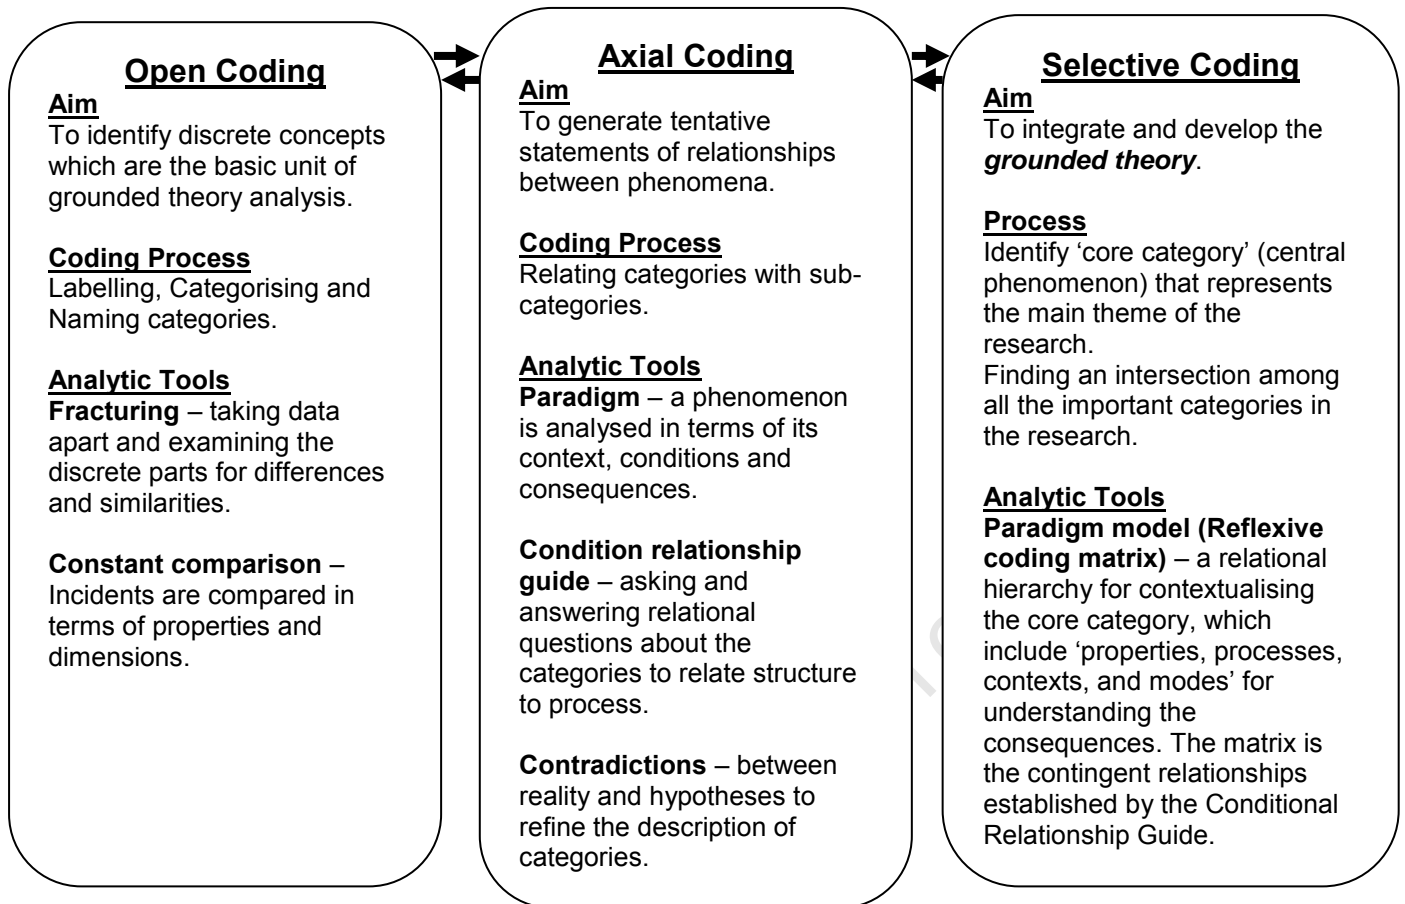 Open Coding
Aim
To identify discrete concepts
which are the basic unit of
grounded theory analysis.
Coding Process
Labelling, Categorising and
Naming categories.
Analytic Tools
Fracturing – taking data
apart and examining the
discrete parts for differences
and similarities.
Constant comparison –
Incidents are compared in
terms of properties and
dimensions.
Axial Coding
Aim
To generate tentative
statements of relationships
between phenomena.
Coding Process
Relating categories with sub-
categories.
Analytic Tools
Paradigm – a phenomenon
is analysed in terms of its
context, conditions and
consequences.
Condition relationship
guide – asking and
answering relational
questions about the
categories to relate structure
to process.
Contradictions – between
reality and hypotheses to
refine the description of
categories.
Selective Coding
Aim
To integrate and develop the
grounded theory.
Process
Identify ‘core category’ (central
phenomenon) that represents
the main theme of the
research.
Finding an intersection among
all the important categories in
the research.
Analytic Tools
Paradigm model (Reflexive
coding matrix) – a relational
hierarchy for contextualising
the core category, which
include ‘properties, processes,
contexts, and modes’ for
understanding the
consequences. The matrix is
the contingent relationships
established by the Conditional
Relationship Guide.